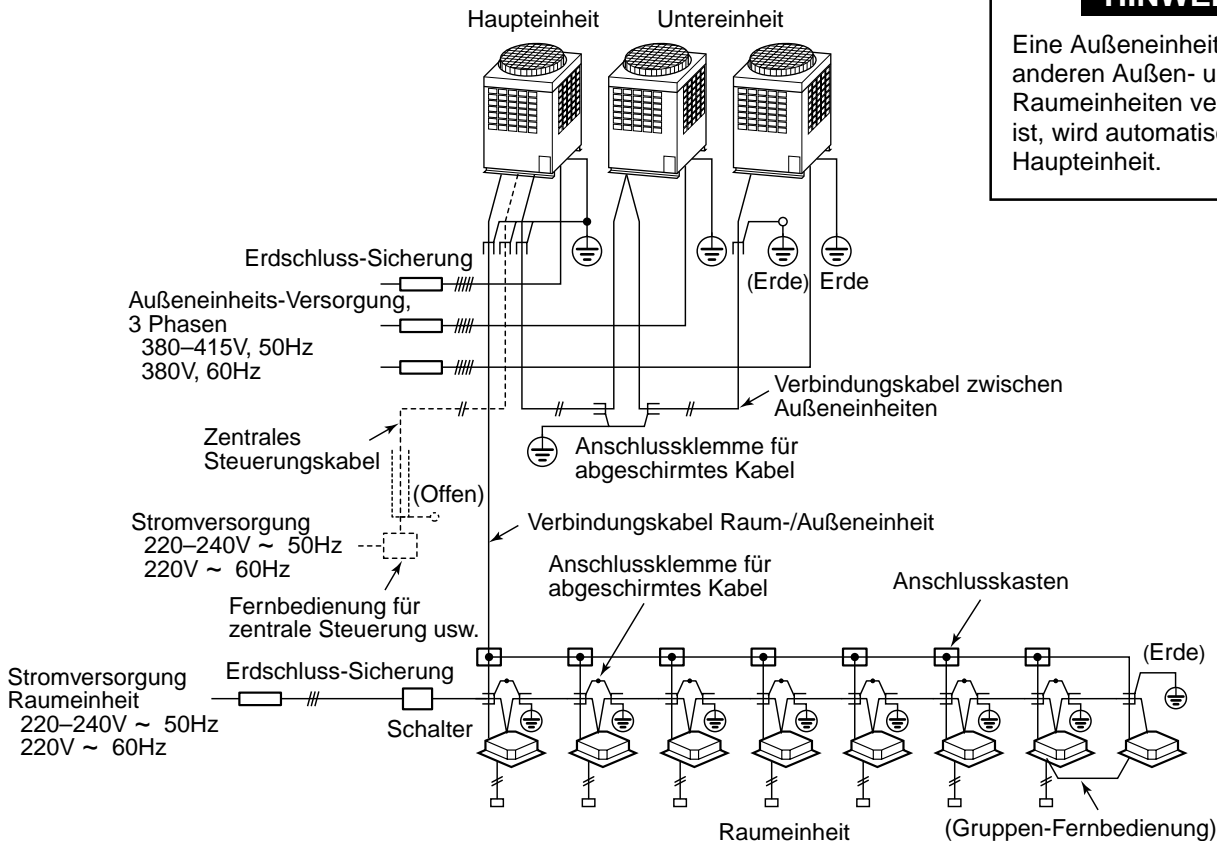 Haupteinheit
Untereinheit
Eine Außeneinheit
anderen Außen- u
Raumeinheiten ve
ist, wird automatis
Haupteinheit.
Erdschluss-Sicherung
(Erde)
Erde
Außeneinheits-Versorgung,
3 Phasen
380–415V, 50Hz
380V, 60Hz
Verbindungskabel zwischen
Außeneinheiten
Zentrales
Steuerungskabel
Anschlussklemme für
abgeschirmtes Kabel
(Offen)
Stromversorgung
220–240V ~ 50Hz
220V ~ 60Hz
Verbindungskabel Raum-/Außeneinheit
Anschlussklemme für
abgeschirmtes Kabel
Anschlusskasten
Fernbedienung für
zentrale Steuerung usw.
Stromversorgung
Raumeinheit
220–240V ~ 50Hz
220V ~ 60Hz
Erdschluss-Sicherung
Schalter
(Erde)
Raumeinheit
(Gruppen-Fernbedienung)